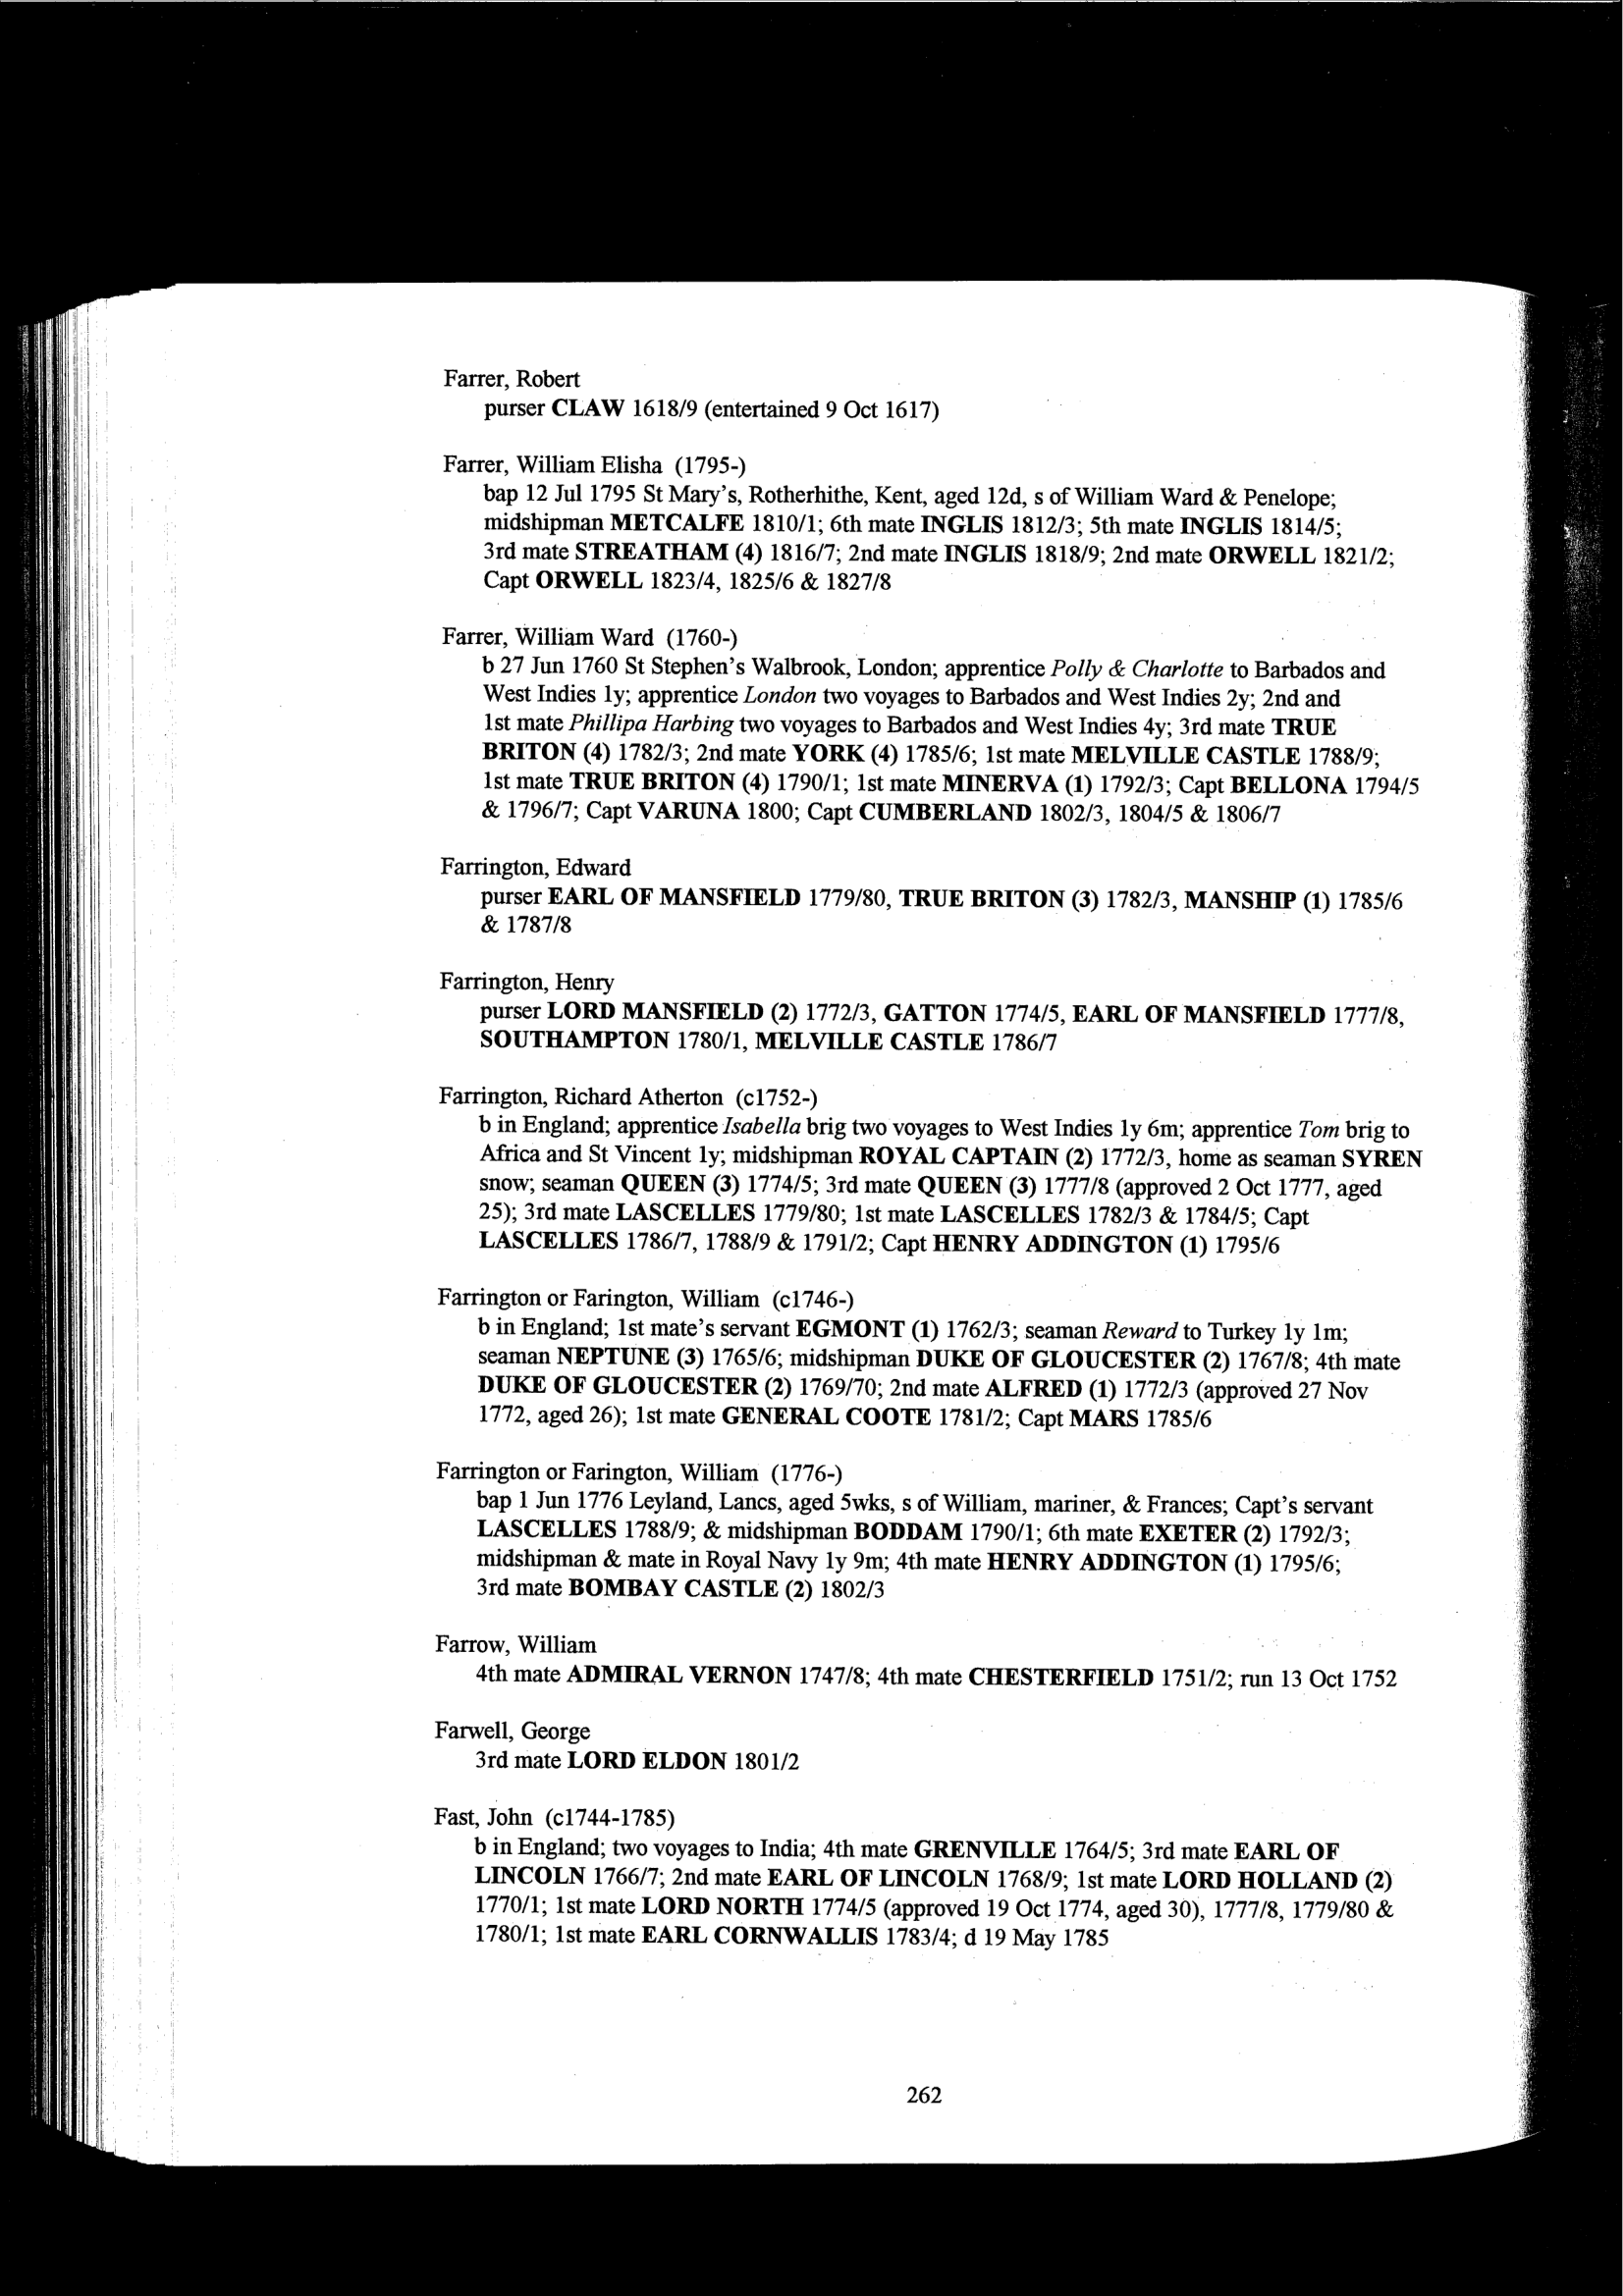 Farrer, Robert
purser CLAW 1618/9 (entertained 9 Oct 1617)
Farrer, William Elisha (1795-)
bap 12 Jul 1795 St Mary's, Rotherhithe, Kent, aged 12d, s of William Ward & Penelope;
midshipman METCALFE 1810/1; 6th mate INGLIS 1812/3; 5th mate INGLIS 1814/5;
3rd mate STREATHAM (4) 1816/7; 2nd mate INGLIS 1818/9; 2nd mate ORWELL 1821/2;
Capt ORWELL 1823/4, 1825/6 & 1827/8
Farrer, William Ward (1760-)
b 27 Jun 1760 St Stephen's Walbrook, London; apprentice Polly & Charlotte to Barbados and
West Indies 1y; apprentice London two voyages to Barbados and West Indies 2y; 2nd and
1st mate Phillipa Harbing two voyages to Barbados and West Indies 4y; 3rd mate TRUE
BRITON (4) 1782/3; 2nd mate YORK (4) 1785/6; 1st mate MELVILLE CASTLE 1788/9;
1st mate TRUE BRITON (4) 1790/1; 1st mate MINERVA (1) 1792/3; Capt BELLONA 1794/5
& 1796/7; Capt VARUNA 1800; Capt CUMBERLAND 1802/3, 1804/5 & 1806/7
Farrington, Edward
purser EARL OF MANSFIELD 1779/80, TRUE BRITON (3) 1782/3, MANSHIP (1) 1785/6
& 1787/8
Farrington, Henry
purser LORD MANSFIELD (2) 1772/3, GATTON 1774/5, EARL OF MANSFIELD 1777/8,
SOUTHAMPTON 1780/1, MELVILLE CASTLE 1786/7
Farrington, Richard Atherton (c1752-)
b in England; apprentice Isabella brig two voyages to West Indies 1y 6m; apprentice Tom brig to
Africa and St Vincent 1y; midshipman ROYAL CAPTAIN (2) 1772/3, home as seaman SYREN
snow; seaman QUEEN (3) 1774/5; 3rd mate QUEEN (3) 1777/8 (approved 2 Oct 1777, aged
25); 3rd mate LASCELLES 1779/80; 1st mate LASCELLES 1782/3 & 1784/5; Capt
LASCELLES 1786/7, 1788/9 & 1791/2; Capt HENRY ADDINGTON (1) 1795/6
Farrington or Farington, William (c1746-)
b in England; 1st mate's servant EGMONT (1) 1762/3; seaman Reward to Turkey 1y 1m;
seaman NEPTUNE (3) 1765/6; midshipman DUKE OF GLOUCESTER (2) 1767/8; 4th mate
DUKE OF GLOUCESTER (2) 1769/70; 2nd mate ALFRED (1) 1772/3 (approved 27 Nov
1772, aged 26); 1st mate GENERAL COOTE 1781/2; Capt MARS 1785/6
Farrington or Farington, William (1776-)
bap 1 Jun 1776 Leyland, Lancs, aged 5wks, s of William, mariner, & Frances; Capt's servant
LASCELLES 1788/9; & midshipman BODDAM 1790/1; 6th mate EXETER (2) 1792/3;
midshipman & mate in Royal Navy 1y 9m; 4th mate HENRY ADDINGTON (1) 1795/6;
3rd mate BOMBAY CASTLE (2) 1802/3
Farrow, William
4th mate ADMIRAL VERNON 1747/8; 4th mate CHESTERFIELD 1751/2; run 13 Oct 1752
Farwell, George
3rd mate LORD ELDON 1801/2
Fast, John (c1744-1785)
b in England; two voyages to India; 4th mate GRENVILLE 1764/5; 3rd mate EARL OF
LINCOLN 1766/7; 2nd mate EARL OF LINCOLN 1768/9; 1st mate LORD HOLLAND (2)
1770/1; 1st mate LORD NORTH 1774/5 (approved 19 Oct 1774, aged 30), 1777/8, 1779/80 &
1780/1; 1st mate EARL CORNWALLIS 1783/4; d 19 May 1785
262